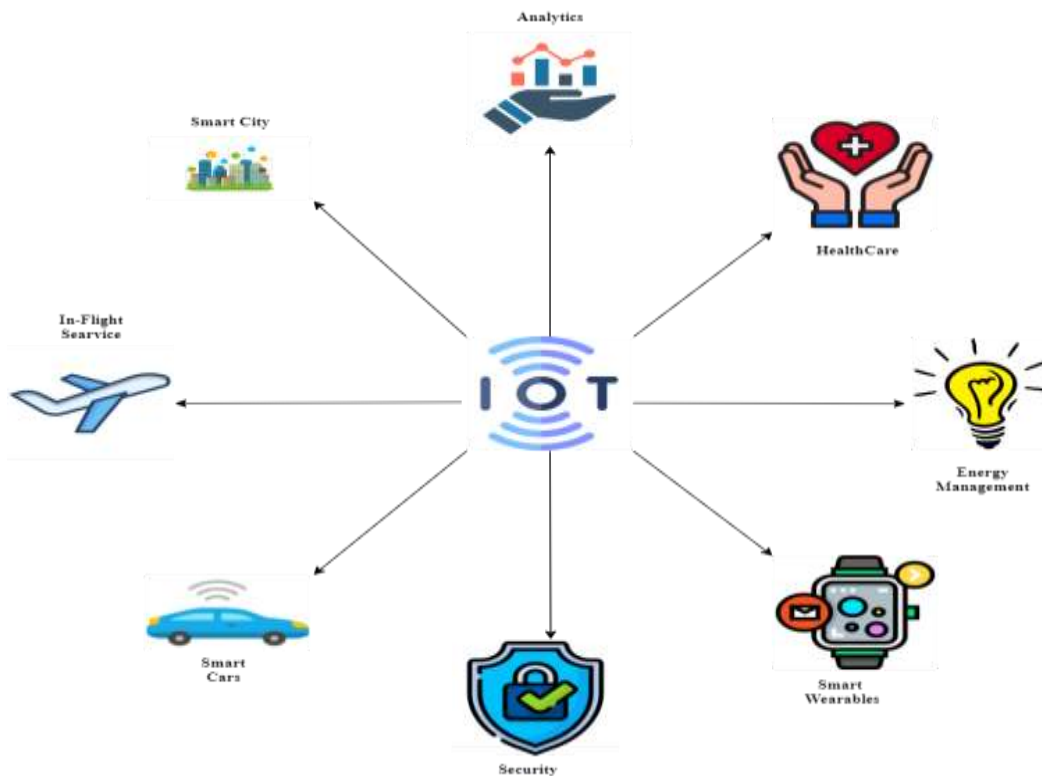 Analytics
Smart City
HealthCare
In-Flight
Searvice
IOT
Energy
Management
Smart
Cars
Smart
Wearables
Security